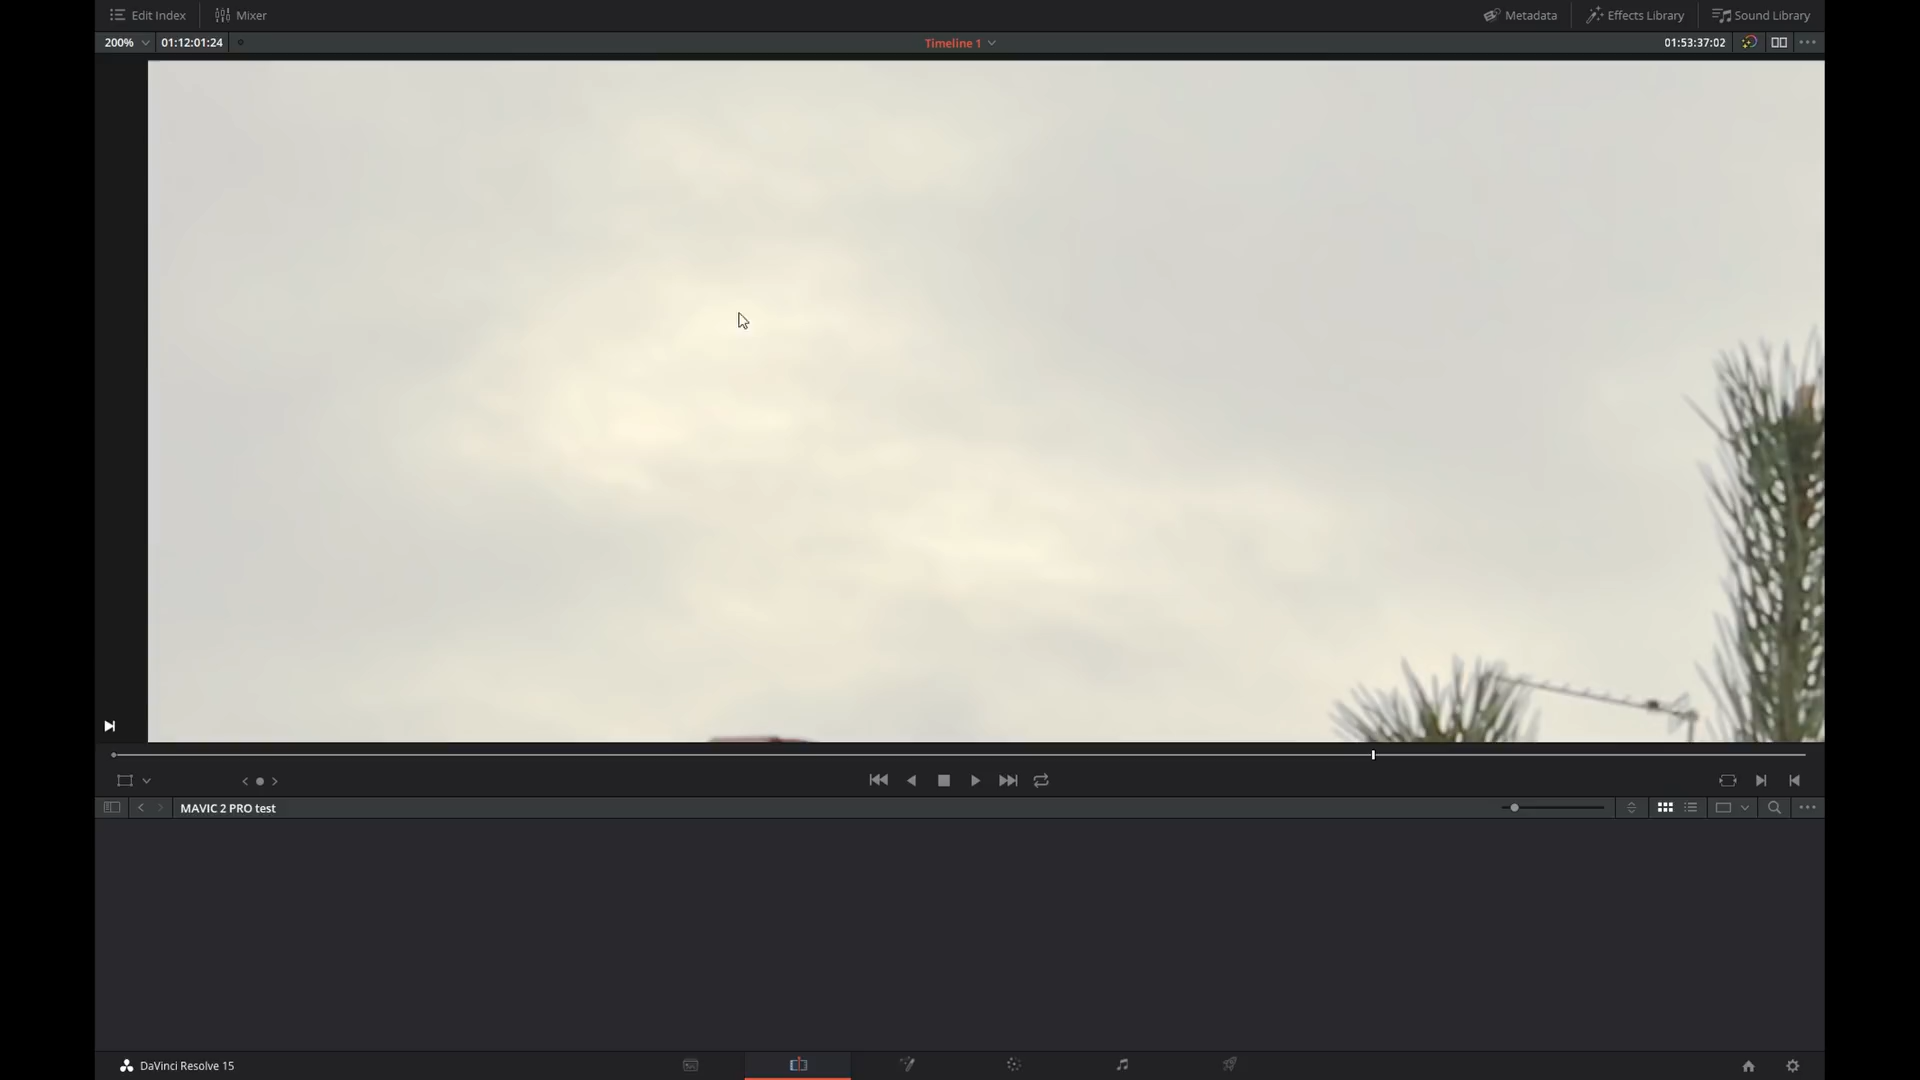 Edit Index Mixer Metadata Effects Library Sound Library
200% 01:12:01:24 Timeline 1 01:53:37:02
MAVIC 2 PRO test
DaVinci Resolve 15